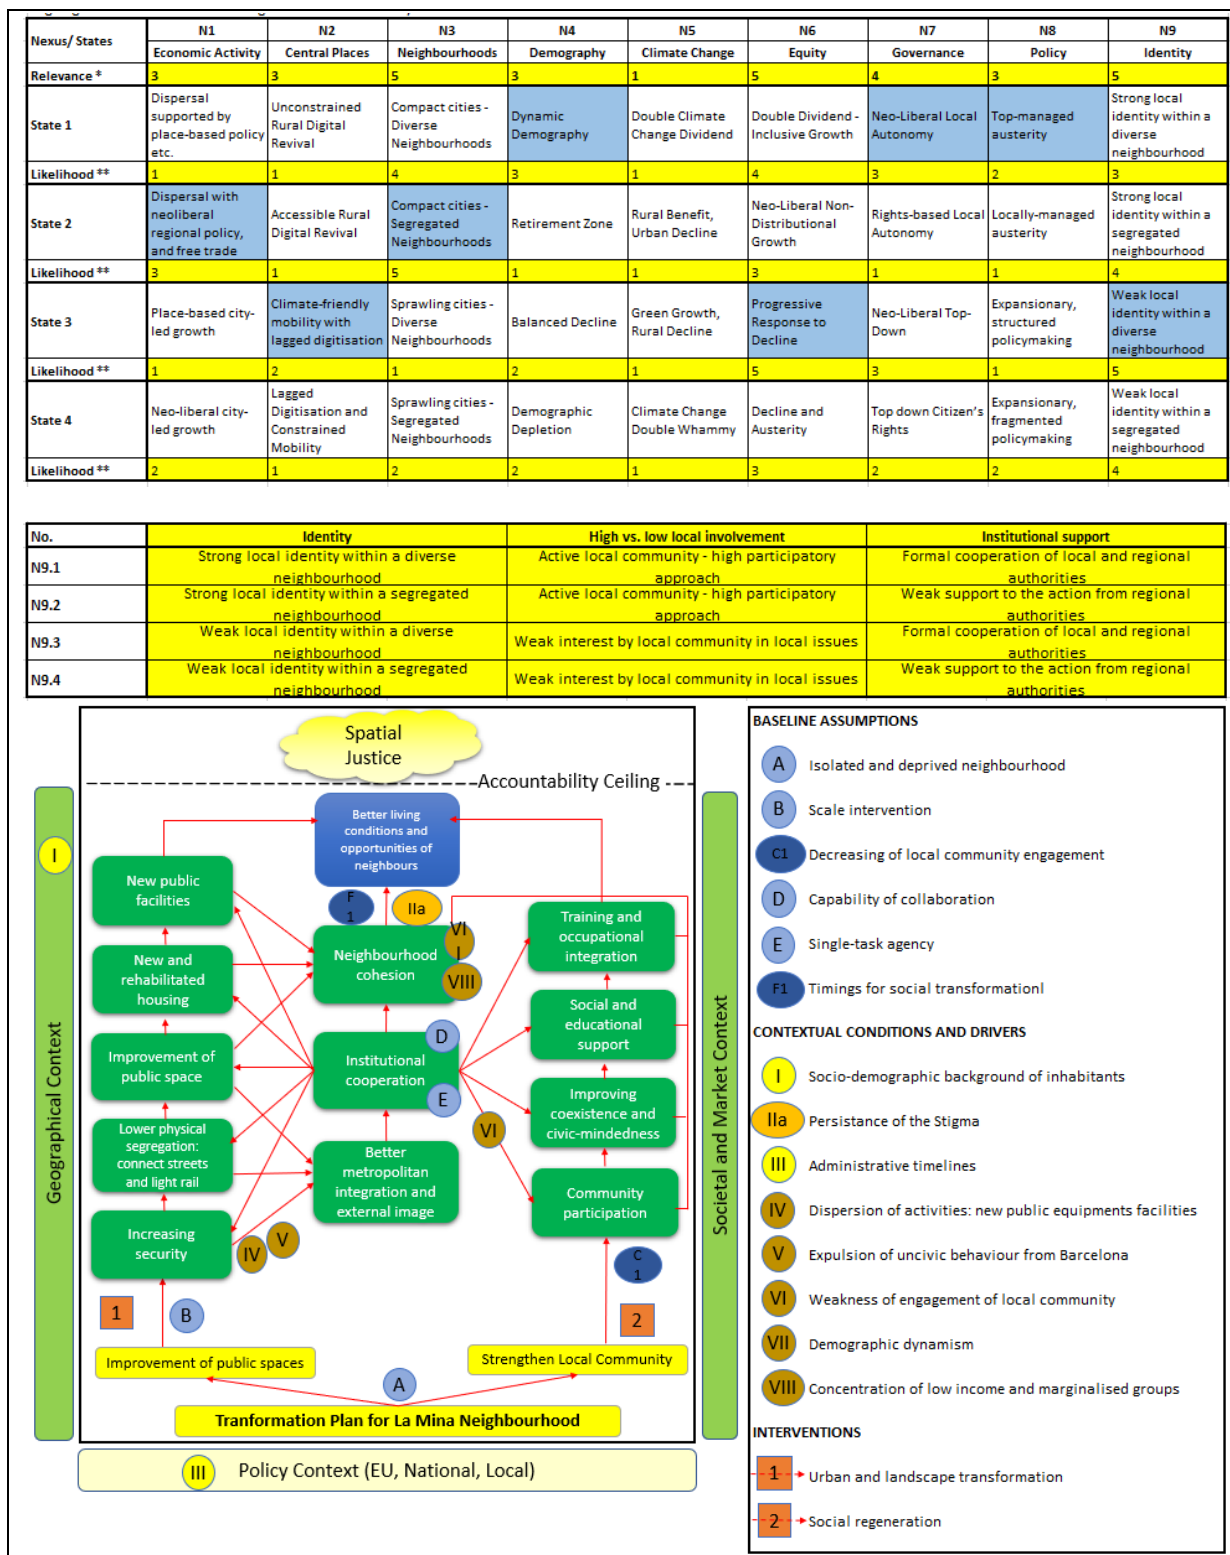 Nexus/ States
N1 N2 N3 N4 N5 N6 N7 N8 N9
Economic Activity Central Places Neighbourhoods Demography Climate Change Equity Governance Policy Identity
Relevance * 3 3 5 3 1 5 4 3 5
State 1
Dispersal supported by place-based policy etc.
Unconstrained Rural Digital Revival
Compact cities - Diverse Neighbourhoods
Dynamic Demography
Double Climate Change Dividend
Double Dividend - Inclusive Growth
Neo-Liberal Local Autonomy
Top-managed austerity
Strong local identity within a diverse neighbourhood
Likelihood ** 1 1 4 3 1 4 3 2 3
State 2
Dispersal with neoliberal regional policy, and free trade
Accessible Rural Digital Revival
Compact cities - Segregated Neighbourhoods
Retirement Zone
Rural Benefit, Urban Decline
Neo-Liberal Non-Distributional Growth
Rights-based Local Autonomy
Locally-managed austerity
Strong local identity within a segregated neighbourhood
Likelihood ** 3 1 5 1 1 3 1 1 4
State 3
Place-based city-led growth
Climate-friendly mobility with lagged digitisation
Sprawling cities - Diverse Neighbourhoods
Balanced Decline
Green Growth, Rural Decline
Progressive Response to Decline
Neo-Liberal Top-Down
Expansionary, structured policymaking
Weak local identity within a diverse neighbourhood
Likelihood ** 1 2 1 2 1 5 3 1 5
State 4
Neo-liberal city-led growth
Lagged Digitisation and Constrained Mobility
Sprawling cities - Segregated Neighbourhoods
Demographic Depletion
Climate Change Double Whammy
Decline and Austerity
Top down Citizen's Rights
Expansionary, fragmented policymaking
Weak local identity within a segregated neighbourhood
Likelihood ** 2 1 2 2 1 3 2 2 4
No. Identity High vs. low local involvement Institutional support
N9.1
Strong local identity within a diverse neighbourhood
Active local community - high participatory approach
Formal cooperation of local and regional authorities
N9.2
Strong local identity within a segregated neighbourhood
Active local community - high participatory approach
Weak support to the action from regional authorities
N9.3
Weak local identity within a diverse neighbourhood
Weak interest by local community in local issues
Formal cooperation of local and regional authorities
N9.4
Weak local identity within a segregated neighbourhood
Weak interest by local community in local issues
Weak support to the action from regional authorities
Spatial
Justice
Accountability Ceiling
Geographical Context
I
Better living
conditions and
opportunities of
neighbours
New public
facilities
F
1
IIa
VI
I
Training and
occupational
integration
New and
rehabilitated
housing
Neighbourhood
cohesion
VIII
Social and
educational
support
Improvement of
public space
Institutional
cooperation
D
E
Improving
coexistence and
civic-mindedness
VI
Lower physical
segregation:
connect streets
and light rail
Better
metropolitan
integration and
external image
Community
participation
Increasing
security
IV
V
C
1
1
B
2
Improvement of public spaces
Strengthen Local Community
A
Tranformation Plan for La Mina Neighbourhood
III Policy Context (EU, National, Local)
Societal and Market Context
BASELINE ASSUMPTIONS
A Isolated and deprived neighbourhood
B Scale intervention
C1 Decreasing of local community engagement
D Capability of collaboration
E Single-task agency
F1 Timings for social transformationl
CONTEXTUAL CONDITIONS AND DRIVERS
I Socio-demographic background of inhabitants
IIa Persistance of the Stigma
III Administrative timelines
IV Dispersion of activities: new public equipments facilities
V Expulsion of uncivic behaviour from Barcelona
VI Weakness of engagement of local community
VII Demographic dynamism
VIII Concentration of low income and marginalised groups
INTERVENTIONS
1 Urban and landscape transformation
2 Social regeneration